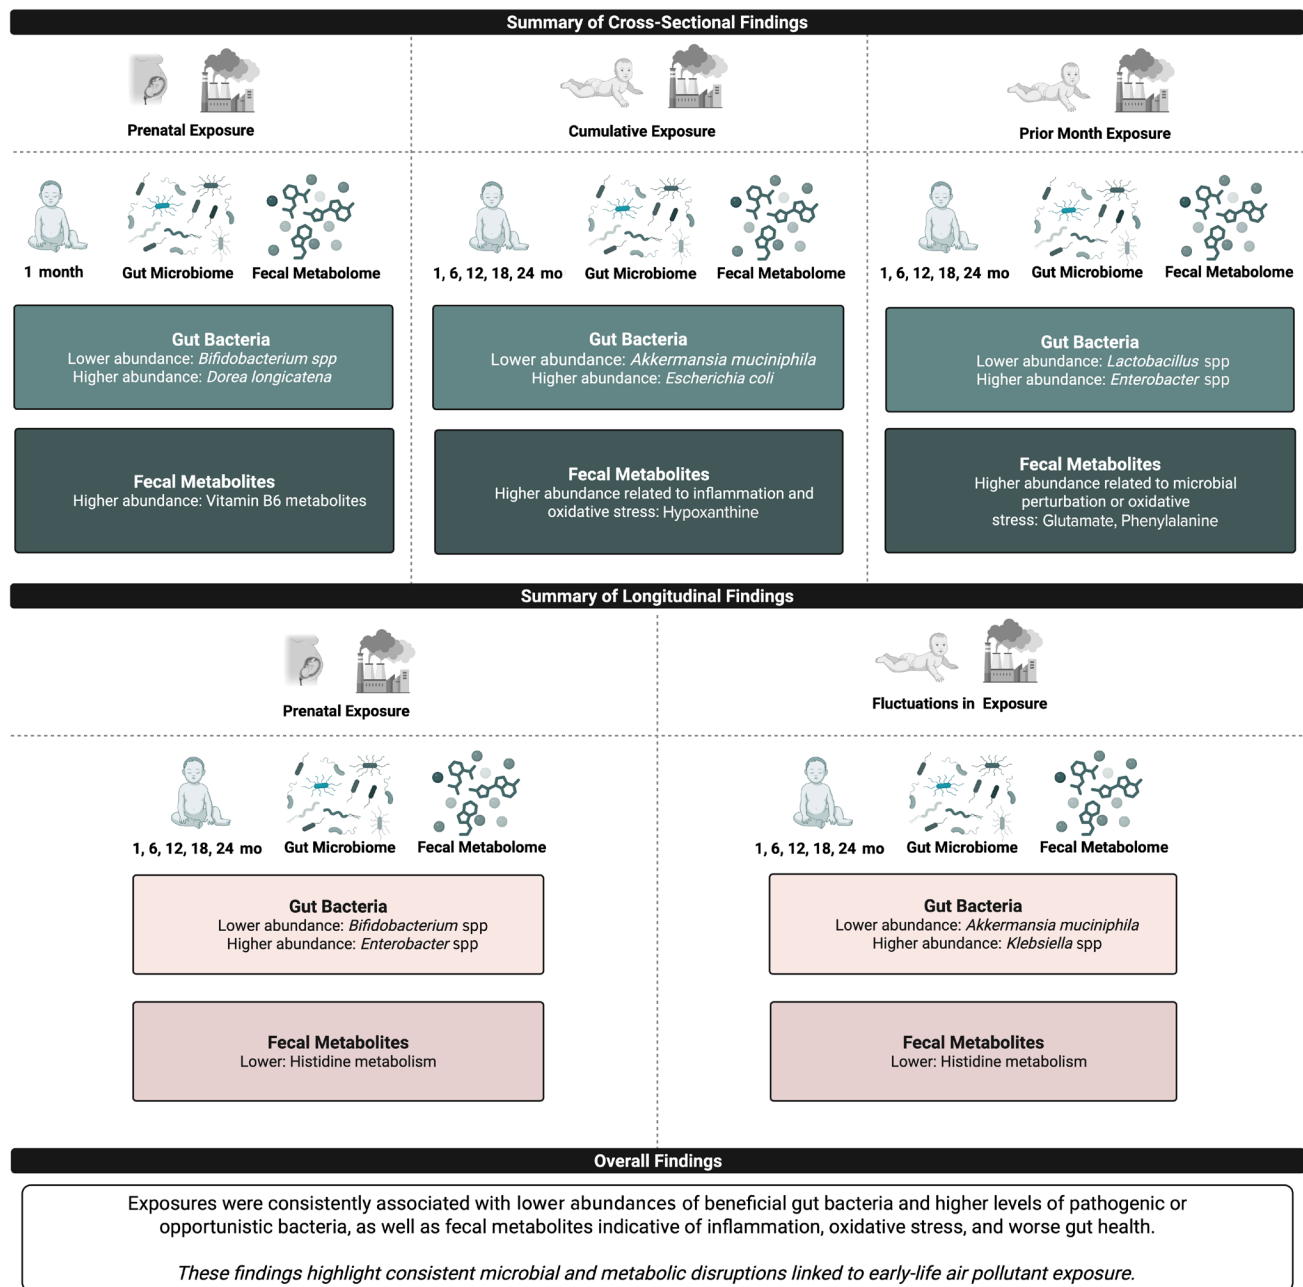 Summary of Cross-Sectional Findings
Prenatal Exposure
Cumulative Exposure
Prior Month Exposure
1 month
Gut Microbiome
Fecal Metabolome
1, 6, 12, 18, 24 mo
Gut Microbiome
Fecal Metabolome
1, 6, 12, 18, 24 mo
Gut Microbiome
Fecal Metabolome
Gut Bacteria
Lower abundance: Bifidobacterium spp
Higher abundance: Dorea longicatena
Gut Bacteria
Lower abundance: Akkermansia muciniphila
Higher abundance: Escherichia coli
Gut Bacteria
Lower abundance: Lactobacillus spp
Higher abundance: Enterobacter spp
Fecal Metabolites
Higher abundance: Vitamin B6 metabolites
Fecal Metabolites
Higher abundance related to inflammation and
oxidative stress: Hypoxanthine
Fecal Metabolites
Higher abundance related to microbial
perturbation or oxidative
stress: Glutamate, Phenylalanine
Summary of Longitudinal Findings
Prenatal Exposure
Fluctuations in Exposure
1, 6, 12, 18, 24 mo
Gut Microbiome
Fecal Metabolome
1, 6, 12, 18, 24 mo
Gut Microbiome
Fecal Metabolome
Gut Bacteria
Lower abundance: Bifidobacterium spp
Higher abundance: Enterobacter spp
Gut Bacteria
Lower abundance: Akkermansia muciniphila
Higher abundance: Klebsiella spp
Fecal Metabolites
Lower: Histidine metabolism
Fecal Metabolites
Lower: Histidine metabolism
Overall Findings
Exposures were consistently associated with lower abundances of beneficial gut bacteria and higher levels of pathogenic or
opportunistic bacteria, as well as fecal metabolites indicative of inflammation, oxidative stress, and worse gut health.
These findings highlight consistent microbial and metabolic disruptions linked to early-life air pollutant exposure.